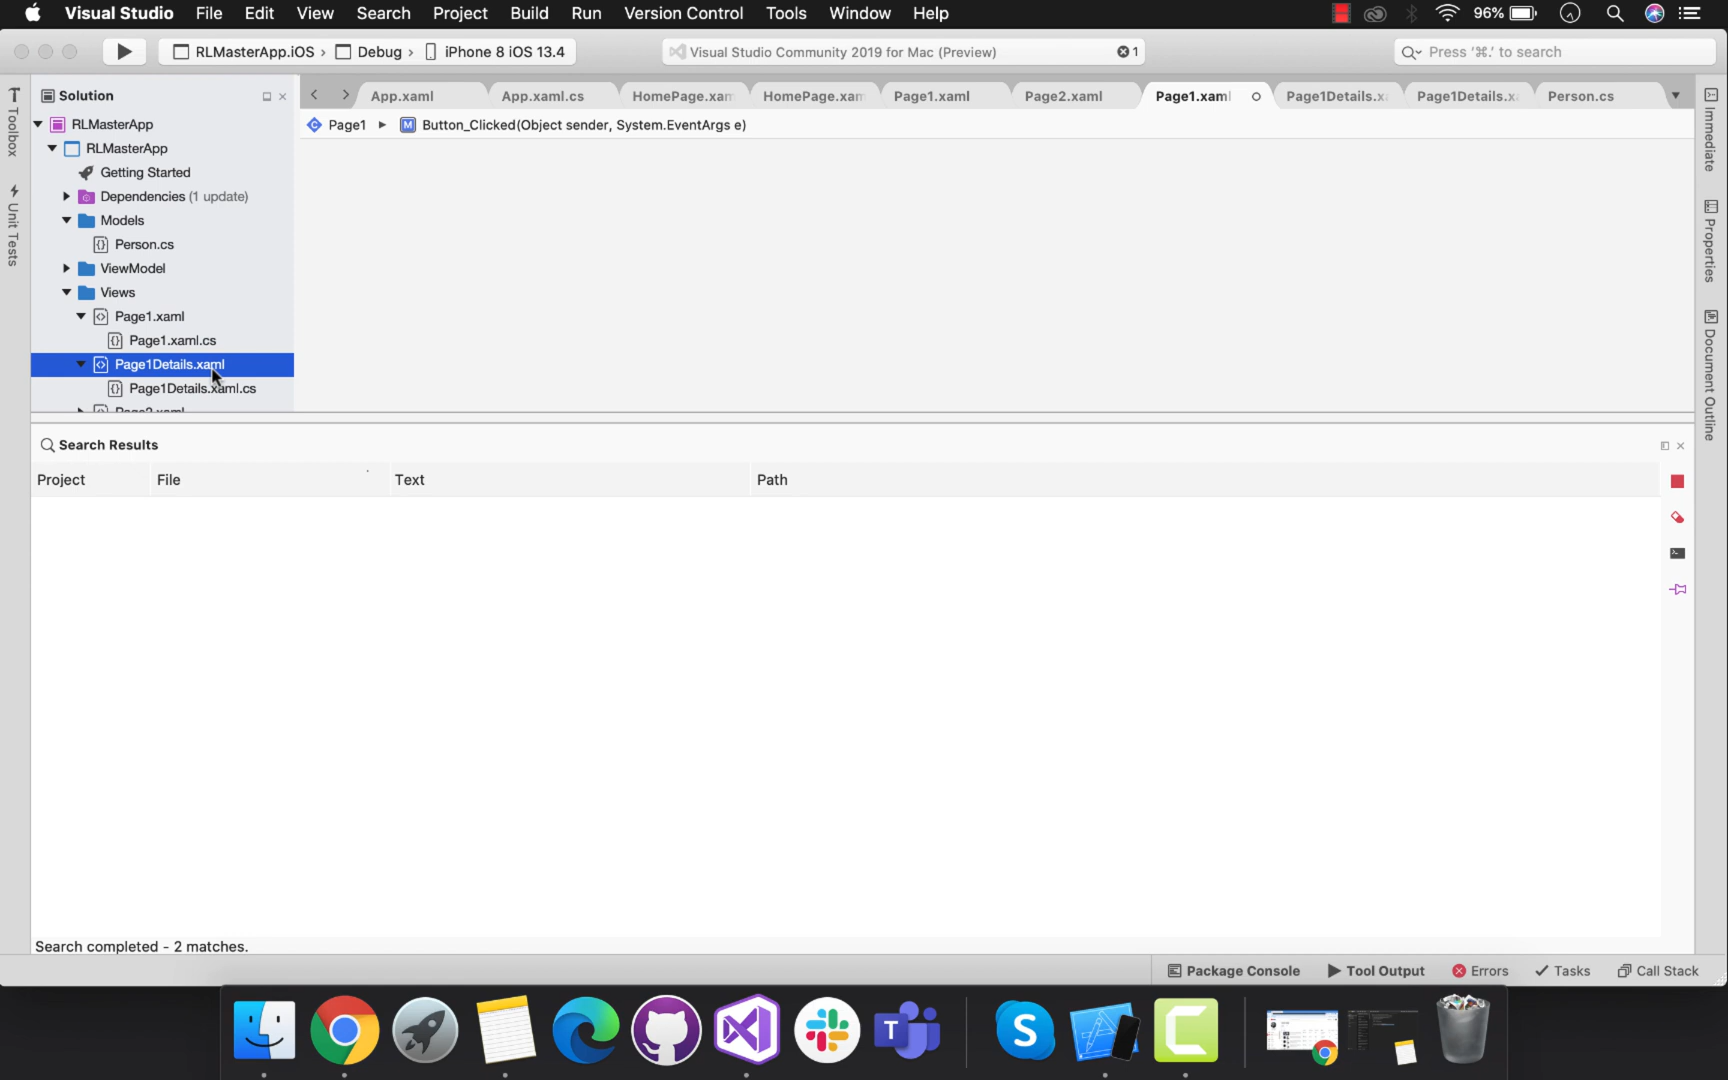 Visual Studio File Edit View Search Project Build Run Version Control Tools Window Help 96%
RLMasterApp.iOS › Debug › iPhone 8 iOS 13.4 Visual Studio Community 2019 for Mac (Preview) 1 Press '⌘.' to search
Toolbox
Unit Tests
Solution
RLMasterApp
RLMasterApp
Getting Started
Dependencies (1 update)
Models
Person.cs
ViewModel
Views
Page1.xaml
Page1.xaml.cs
Page1Details.xaml
Page1Details.xaml.cs
Page2.xaml
App.xaml App.xaml.cs HomePage.xam HomePage.xam Page1.xaml Page2.xaml Page1.xaml Page1Details.x Page1Details.xa Person.cs
Page1 Button_Clicked(Object sender, System.EventArgs e)
Immediate
Properties
Document Outline
Search Results
Project File Text Path
Search completed - 2 matches.
Package Console Tool Output Errors Tasks Call Stack